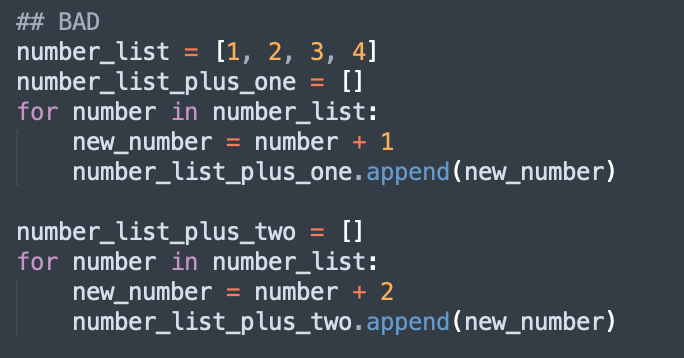 ## BAD
number_list = [1, 2, 3, 4]
number_list_plus_one = []
for number in number_list:
    new_number = number + 1
    number_list_plus_one.append(new_number)

number_list_plus_two = []
for number in number_list:
    new_number = number + 2
    number_list_plus_two.append(new_number)